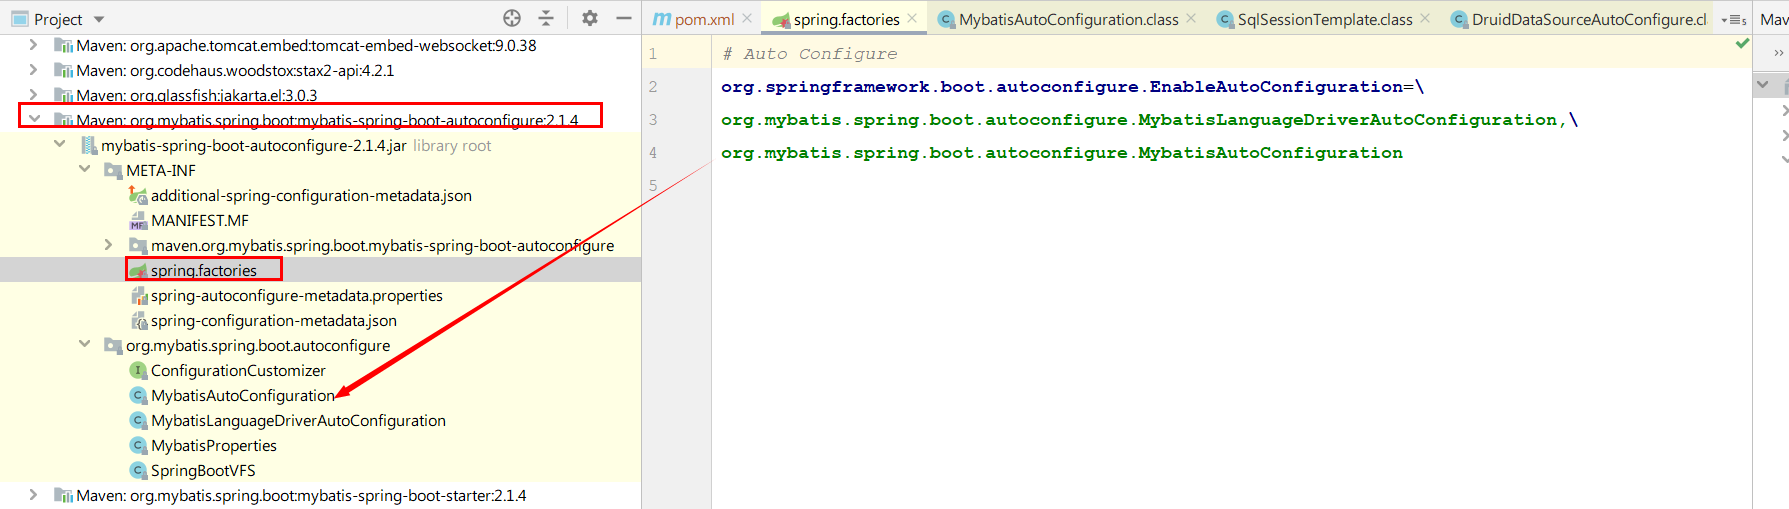 Project
Maven: org.apache.tomcat.embed:tomcat-embed-websocket:9.0.38
Maven: org.codehaus.woodstox:stax2-api:4.2.1
Maven: org.glassfish:jakarta.el:3.0.3
Maven: org.mybatis.spring.boot:mybatis-spring-boot-autoconfigure:2.1.4
mybatis-spring-boot-autoconfigure-2.1.4.jar library root
META-INF
additional-spring-configuration-metadata.json
MANIFEST.MF
maven.org.mybatis.spring.boot.mybatis-spring-boot-autoconfigure
spring.factories
spring-autoconfigure-metadata.properties
spring-configuration-metadata.json
org.mybatis.spring.boot.autoconfigure
ConfigurationCustomizer
MybatisAutoConfiguration
MybatisLanguageDriverAutoConfiguration
MybatisProperties
SpringBootVFS
Maven: org.mybatis.spring.boot:mybatis-spring-boot-starter:2.1.4
pom.xml spring.factories MybatisAutoConfiguration.class SqlSessionTemplate.class DruidDataSourceAutoConfigure.cl 5 Mav
1 # Auto Configure
2 org.springframework.boot.autoconfigure.EnableAutoConfiguration=\
3 org.mybatis.spring.boot.autoconfigure.MybatisLanguageDriverAutoConfiguration,\
4 org.mybatis.spring.boot.autoconfigure.MybatisAutoConfiguration
5